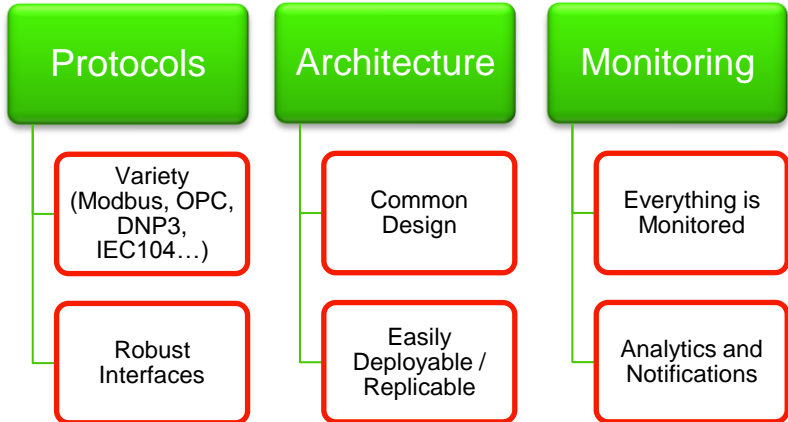 Protocols
Variety
(Modbus, OPC,
DNP3,
IEC104…)
Robust
Interfaces
Architecture
Common
Design
Easily
Deployable /
Replicable
Monitoring
Everything is
Monitored
Analytics and
Notifications